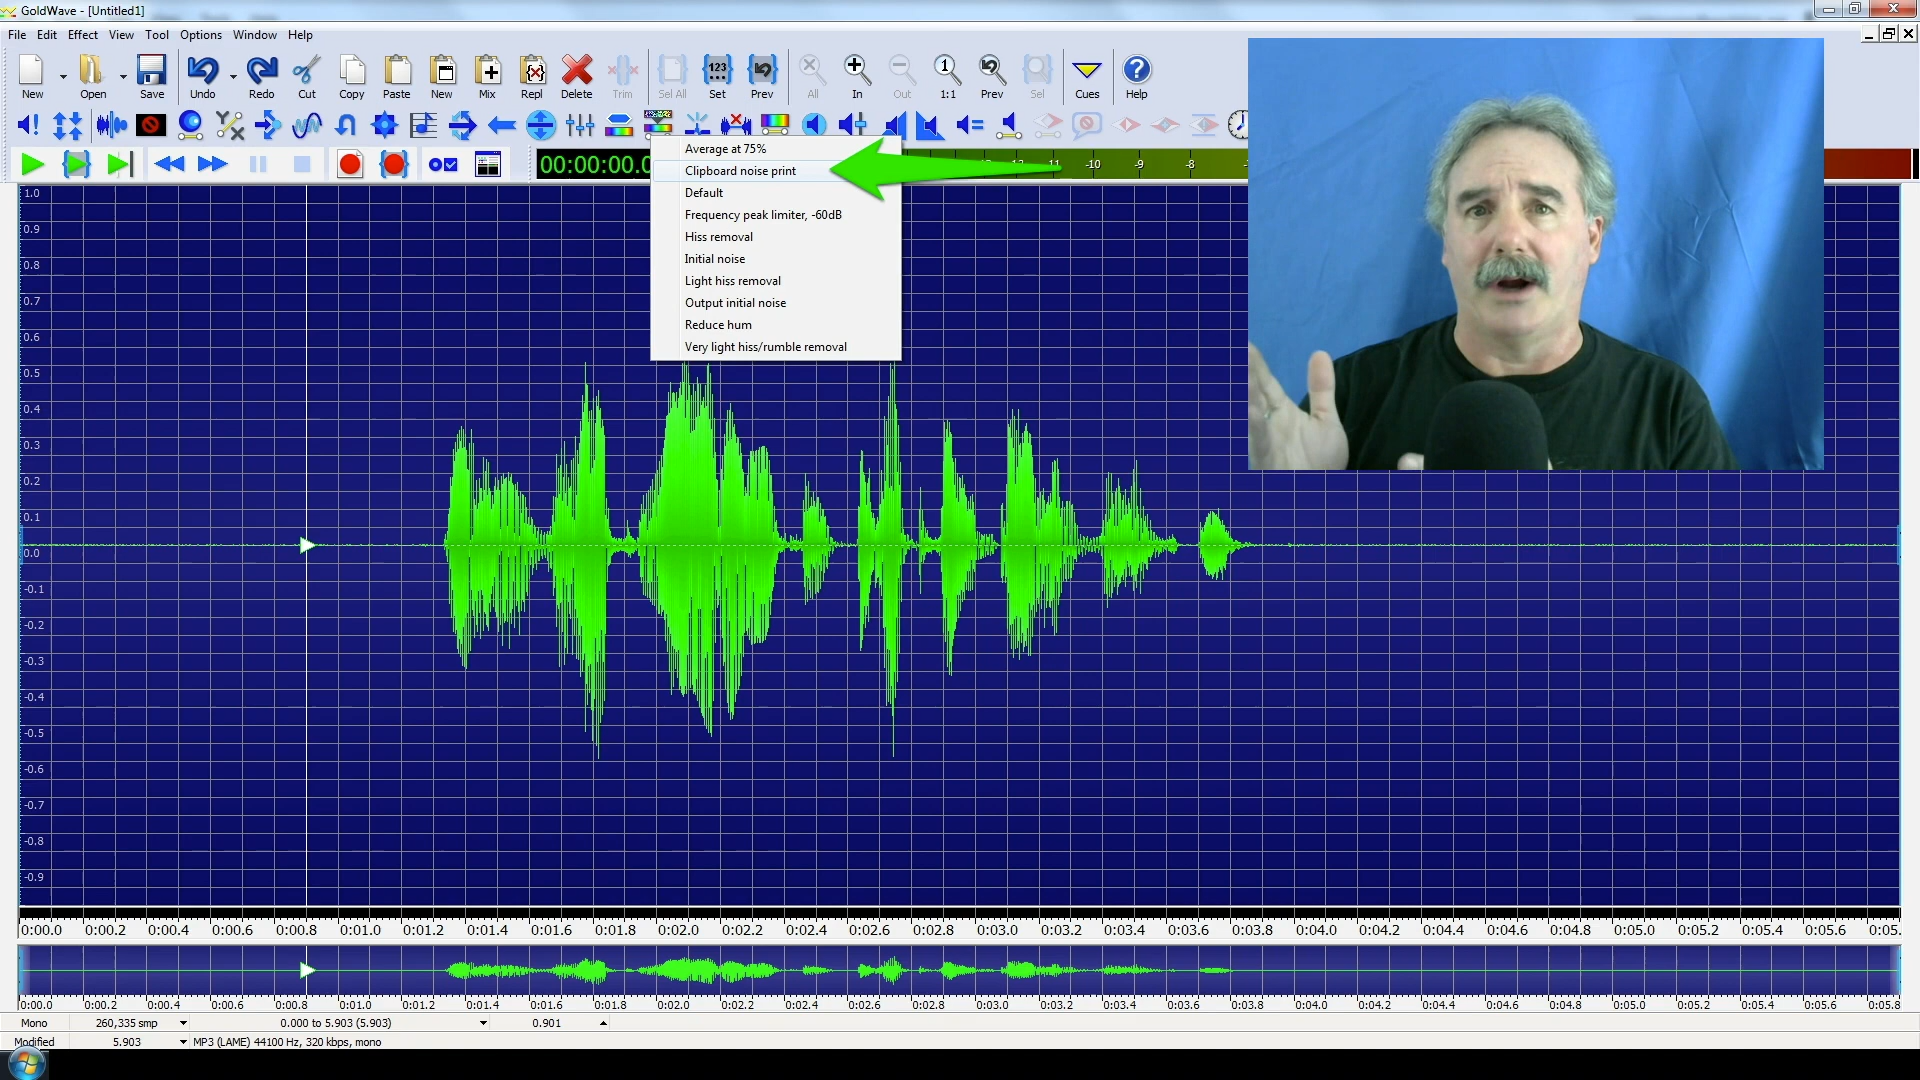 GoldWave - [Untitled1]
File Edit Effect View Tool Options Window Help
New Open Save Undo Redo Cut Copy Paste New Mix Repl Delete Trim Sel All Set Prev All In Out 1:1 Prev Sel Cues Help
123
1
Average at 75%
00:00:00.0
-10 -8
Clipboard noise print
Default
Frequency peak limiter, -60dB
Hiss removal
Initial noise
Light hiss removal
Output initial noise
Reduce hum
Very light hiss/rumble removal
1.0
0.9
0.8
0.7
0.6
0.5
0.4
0.3
0.2
0.1
0.0
-0.1
-0.2
-0.3
-0.4
-0.5
-0.6
-0.7
-0.8
-0.9
0:00.0 0:00.2 0:00.4 0:00.6 0:00.8 0:01.0 0:01.2 0:01.4 0:01.6 0:01.8 0:02.0 0:02.2 0:02.4 0:02.6 0:02.8 0:03.0 0:03.2 0:03.4 0:03.6 0:03.8 0:04.0 0:04.2 0:04.4 0:04.6 0:04.8 0:05.0 0:05.2 0:05.4 0:05.6 0:05.
0:00.0 0:00.2 0:00.4 0:00.6 0:00.8 0:01.0 0:01.2 0:01.4 0:01.6 0:01.8 0:02.0 0:02.2 0:02.4 0:02.6 0:02.8 0:03.0 0:03.2 0:03.4 0:03.6 0:03.8 0:04.0 0:04.2 0:04.4 0:04.6 0:04.8 0:05.0 0:05.2 0:05.4 0:05.6 0:05.8
Mono 260,335 smp 0.000 to 5.903 (5.903) 0.901
Modified 5.903 MP3 (LAME) 44100 Hz, 320 kbps, mono